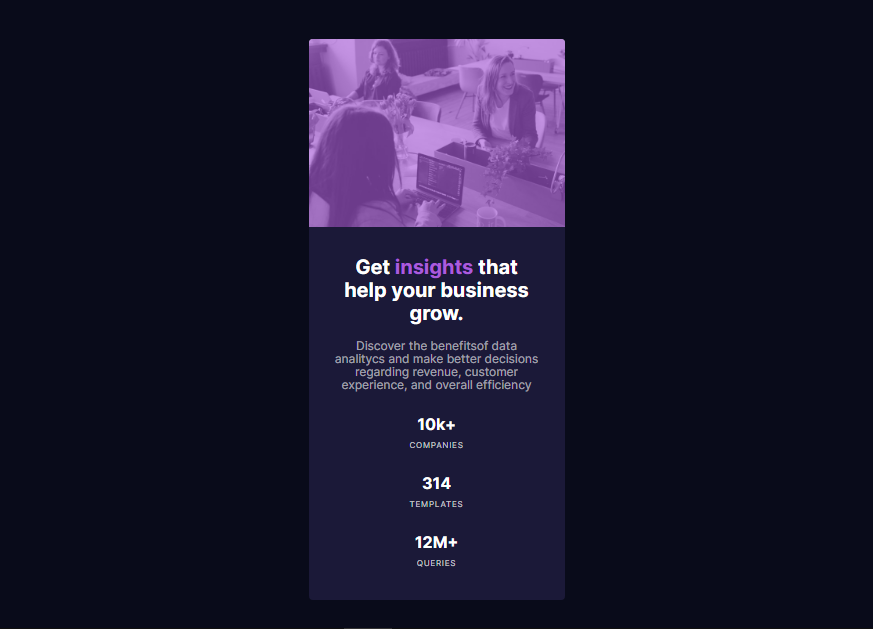 Get insights that
help your business
grow.
Discover the benefitsof data
analitycs and make better decisions
regarding revenue, customer
experience, and overall efficiency
10k+
COMPANIES
314
TEMPLATES
12M+
QUERIES